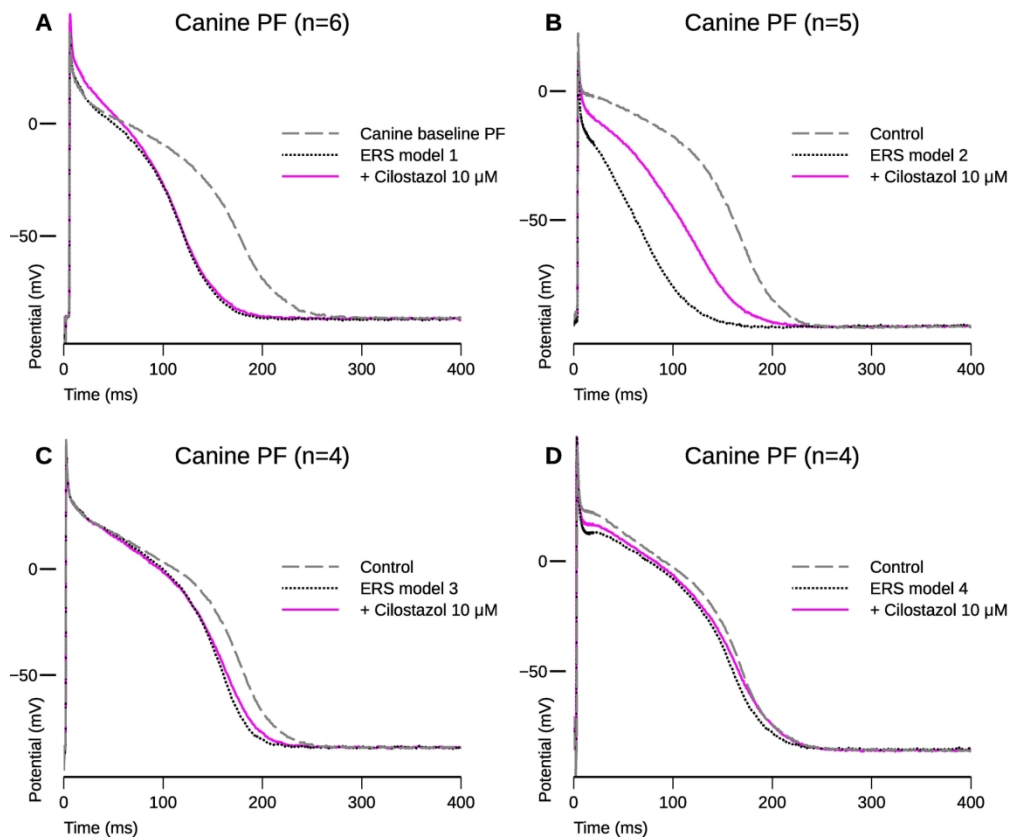 A
Canine PF (n=6)
0
−50
Potential (mV)
Canine baseline PF
ERS model 1
+ Cilostazol 10 µM
0
100
200
300
400
Time (ms)
B
Canine PF (n=5)
0
−50
Potential (mV)
Control
ERS model 2
+ Cilostazol 10 µM
0
100
200
300
400
Time (ms)
C
Canine PF (n=4)
0
−50
Potential (mV)
Control
ERS model 3
+ Cilostazol 10 µM
0
100
200
300
400
Time (ms)
D
Canine PF (n=4)
0
−50
Potential (mV)
Control
ERS model 4
+ Cilostazol 10 µM
0
100
200
300
400
Time (ms)